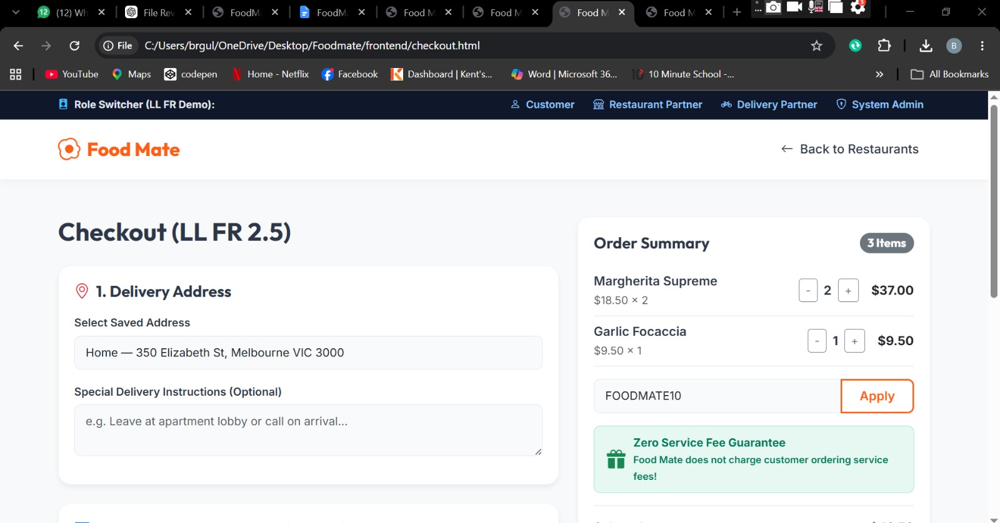 (12) Wh
File Rev
FoodM
FoodM
Food M
Food M
Food M
Food M
File
C:/Users/brgul/OneDrive/Desktop/Foodmate/frontend/checkout.html
B
YouTube
Maps
codepen
Home - Netflix
Facebook
Dashboard | Kent's...
Word | Microsoft 36...
10 Minute School -...
»
All Bookmarks
Role Switcher (LL FR Demo):
Customer
Restaurant Partner
Delivery Partner
System Admin
Food Mate
← Back to Restaurants
Checkout (LL FR 2.5)
1. Delivery Address
Select Saved Address
Home — 350 Elizabeth St, Melbourne VIC 3000
Special Delivery Instructions (Optional)
e.g. Leave at apartment lobby or call on arrival...
Order Summary
3 Items
Margherita Supreme
$18.50 × 2
- 2 +
$37.00
Garlic Focaccia
$9.50 × 1
- 1 +
$9.50
FOODMATE10
Apply
Zero Service Fee Guarantee
Food Mate does not charge customer ordering service
fees!